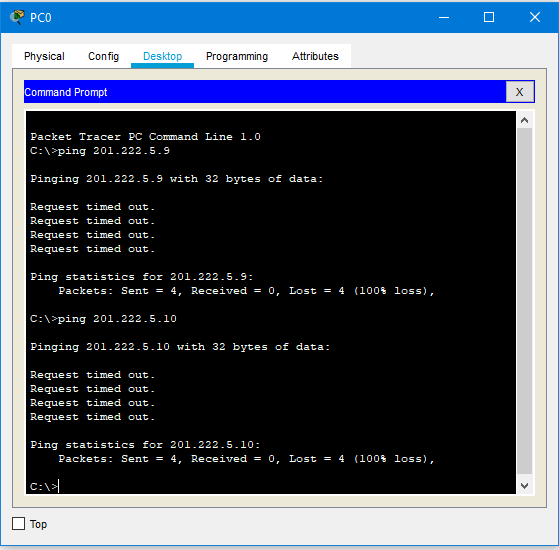 PC0
Physical Config Desktop Programming Attributes
Command Prompt
X
Packet Tracer PC Command Line 1.0
C:\>ping 201.222.5.9
Pinging 201.222.5.9 with 32 bytes of data:
Request timed out.
Request timed out.
Request timed out.
Request timed out.
Ping statistics for 201.222.5.9:
    Packets: Sent = 4, Received = 0, Lost = 4 (100% loss),
C:\>ping 201.222.5.10
Pinging 201.222.5.10 with 32 bytes of data:
Request timed out.
Request timed out.
Request timed out.
Request timed out.
Ping statistics for 201.222.5.10:
    Packets: Sent = 4, Received = 0, Lost = 4 (100% loss),
C:\>
Top